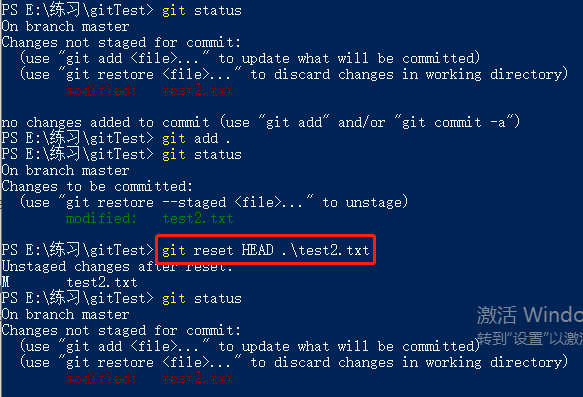 PS E:\练习\gitTest> git status
On branch master
Changes not staged for commit:
  (use "git add <file>..." to update what will be committed)
  (use "git restore <file>..." to discard changes in working directory)
        modified:   test2.txt

no changes added to commit (use "git add" and/or "git commit -a")
PS E:\练习\gitTest> git add .
PS E:\练习\gitTest> git status
On branch master
Changes to be committed:
  (use "git restore --staged <file>..." to unstage)
        modified:   test2.txt

PS E:\练习\gitTest> git reset HEAD .\test2.txt
Unstaged changes after reset:
M       test2.txt
PS E:\练习\gitTest> git status
On branch master
Changes not staged for commit:
  (use "git add <file>..." to update what will be committed)
  (use "git restore <file>..." to discard changes in working directory)
        modified:   test2.txt
激活 Windo
转到“设置”以激